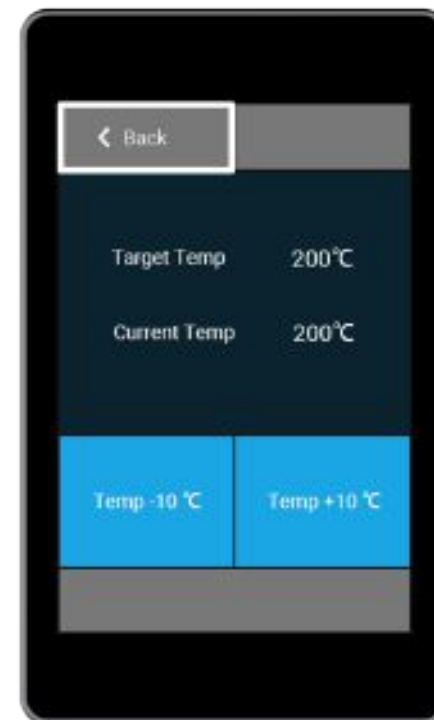 Back
Target Temp 200℃
Current Temp 200℃
Temp -10 ℃ Temp +10 ℃